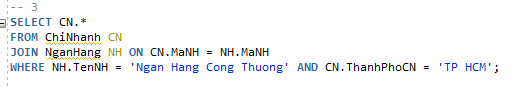 -- 3
SELECT CN.*
FROM ChiNhanh CN
JOIN NganHang NH ON CN.MaNH = NH.MaNH
WHERE NH.TenNH = 'Ngan Hang Cong Thuong' AND CN.ThanhPhoCN = 'TP HCM';